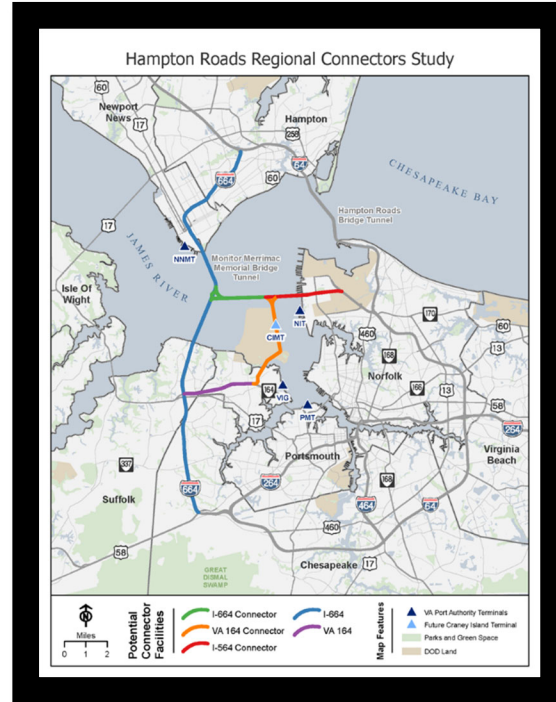 Hampton Roads Regional Connectors Study
60
Newport
News
17
Hampton
258
64
CHESAPEAKE BAY
664
60
17
Hampton Roads
Bridge Tunnel
JAMES RIVER
NNMT
Monitor Merrimac
Memorial Bridge
Tunnel
Isle Of
Wight
NIT
170
CIMT
460
60
13
168
Norfolk
164
VIG
166
13
PMT
58
17
264
Portsmouth
Virginia
Beach
337
264
664
168
Suffolk
464
64
460
58
GREAT
DISMAL
SWAMP
Chesapeake
17
N
Miles
0 1 2
Potential
Connector
Facilities
I-664 Connector
I-664
VA 164 Connector
VA 164
I-564 Connector
Map Features
VA Port Authority Terminals
Future Craney Island Terminal
Parks and Green Space
DOD Land